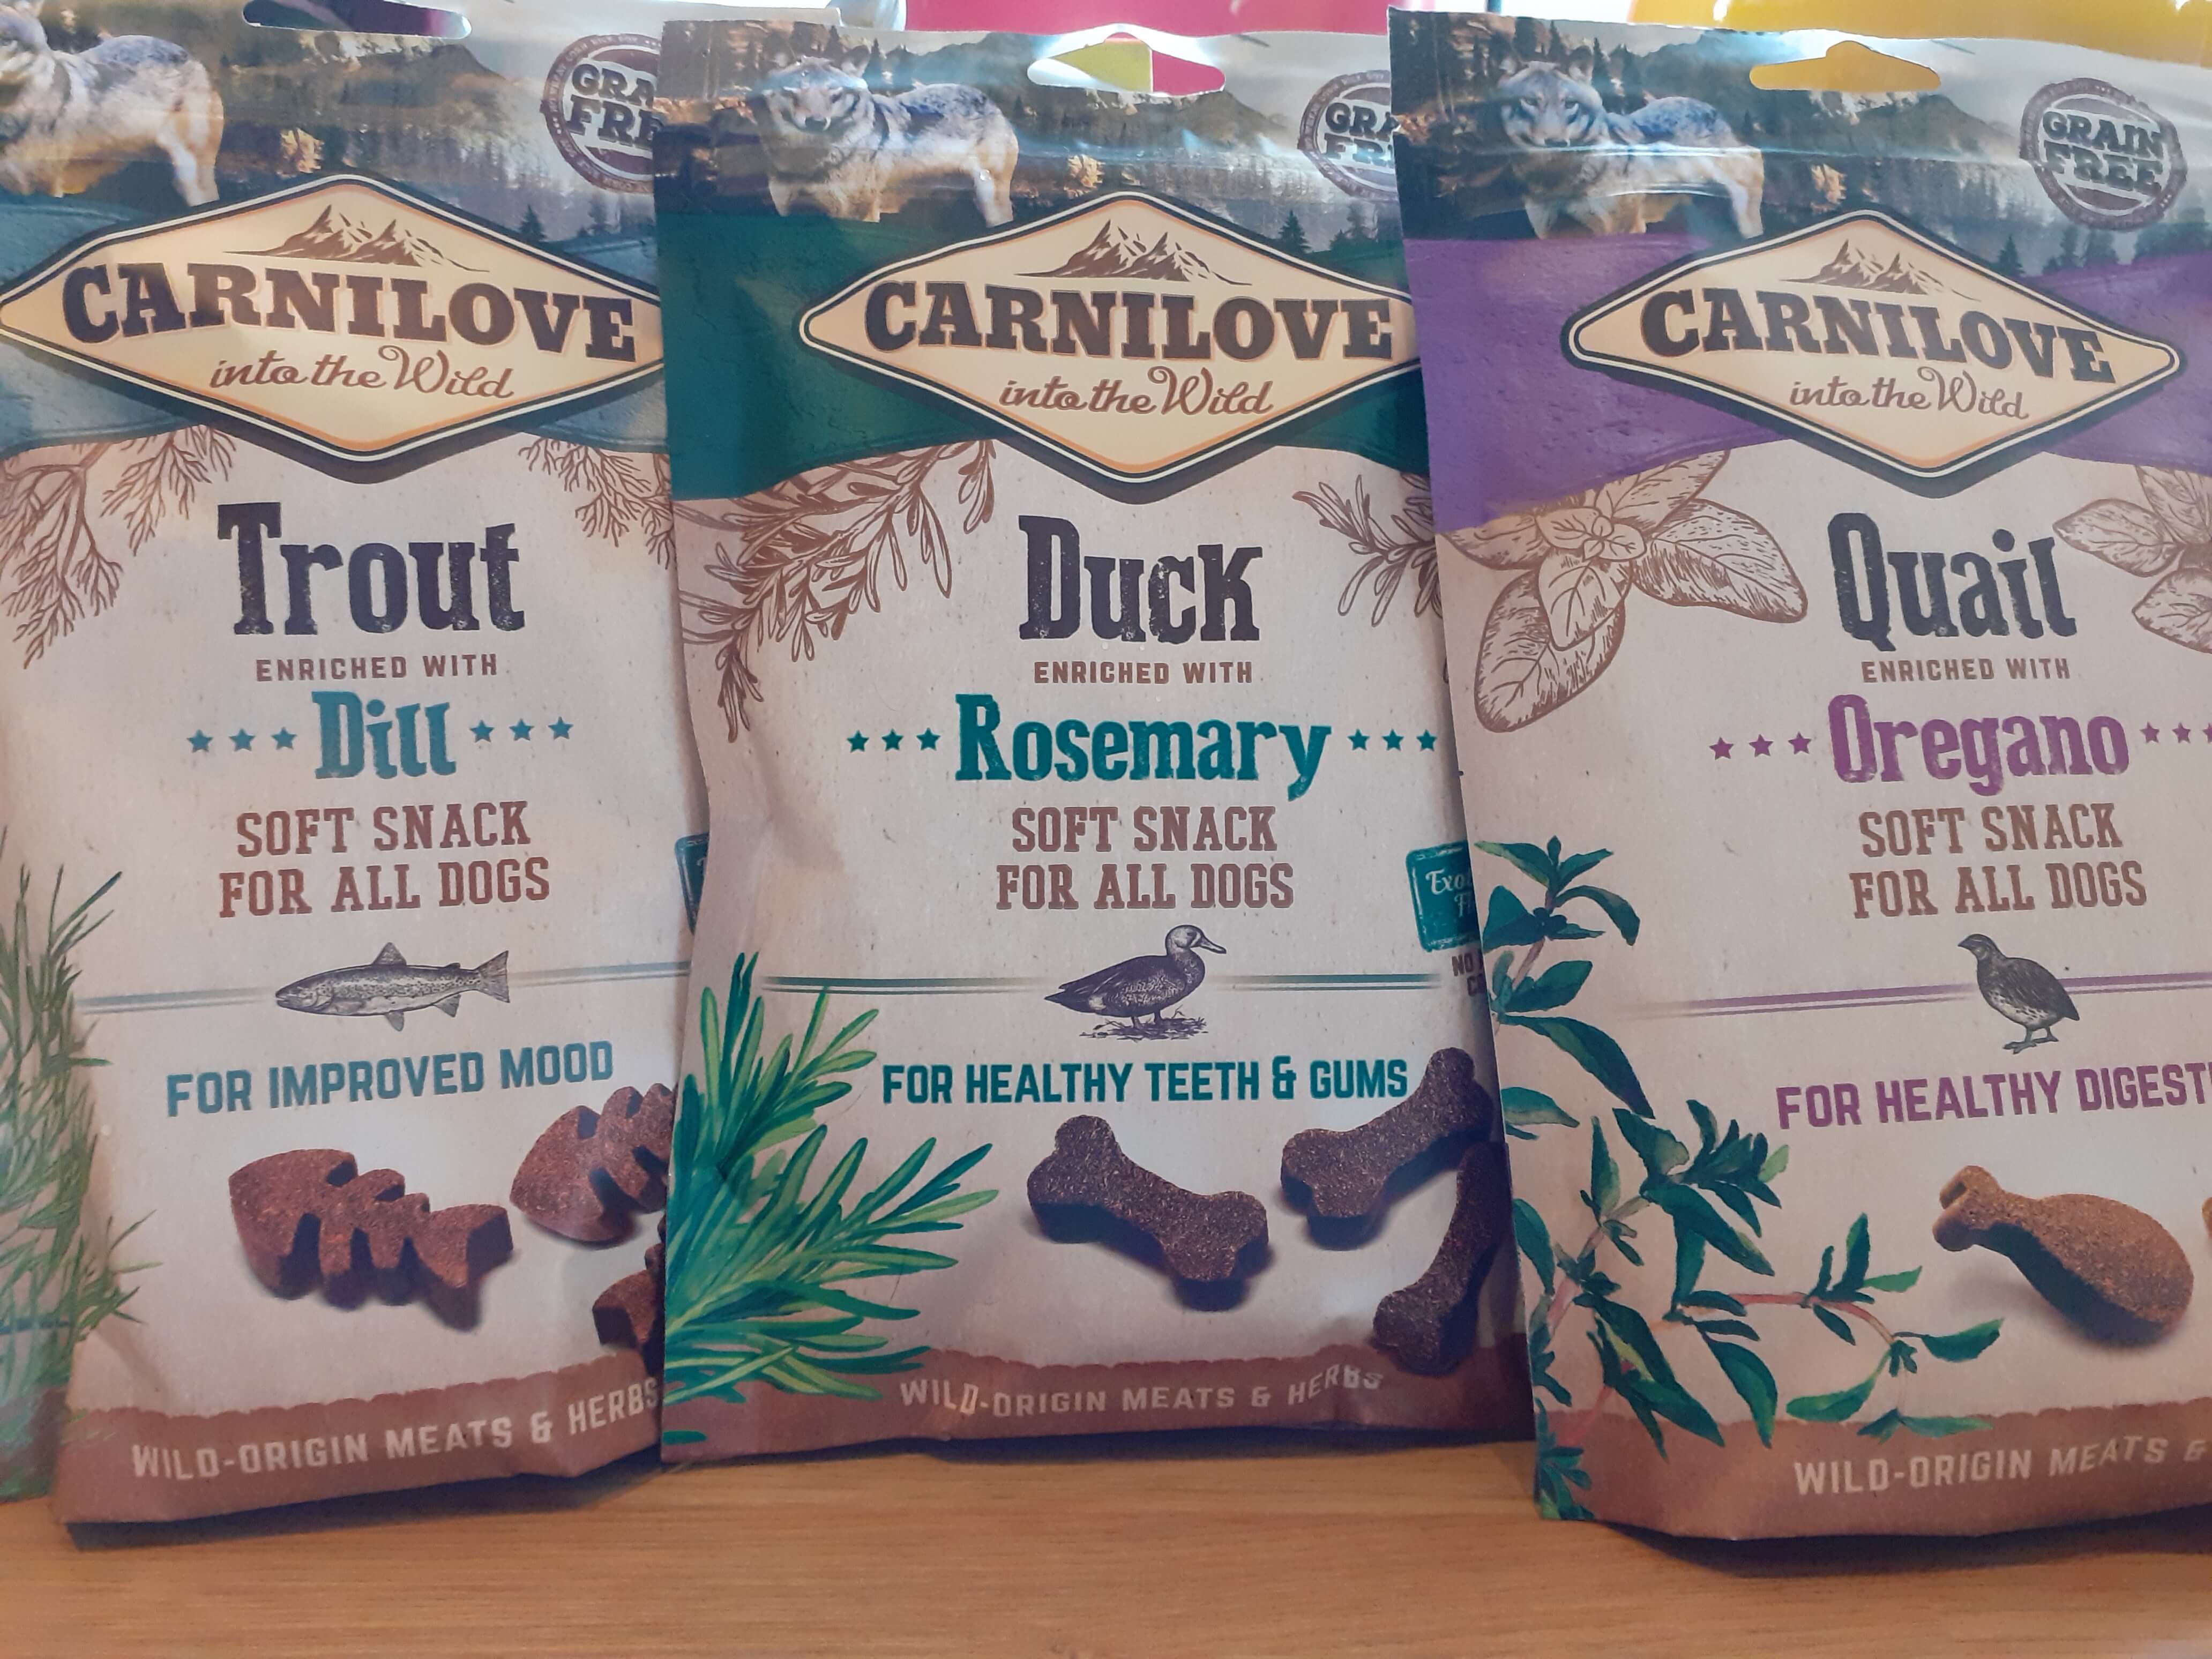 GRAIN
FREE
CARNILOVE
into the Wild
Trout
ENRICHED WITH
Dill
SOFT SNACK
FOR ALL DOGS
FOR IMPROVED MOOD
WILD-ORIGIN MEATS & HERBS
CARNILOVE
into the Wild
Duck
ENRICHED WITH
Rosemary
SOFT SNACK
FOR ALL DOGS
NO
FOR HEALTHY TEETH & GUMS
WILD-ORIGIN MEATS & HERBS
GRAIN
FREE
CARNILOVE
into the Wild
Quail
ENRICHED WITH
Oregano
SOFT SNACK
FOR ALL DOGS
FOR HEALTHY DIGEST
WILD-ORIGIN MEATS &